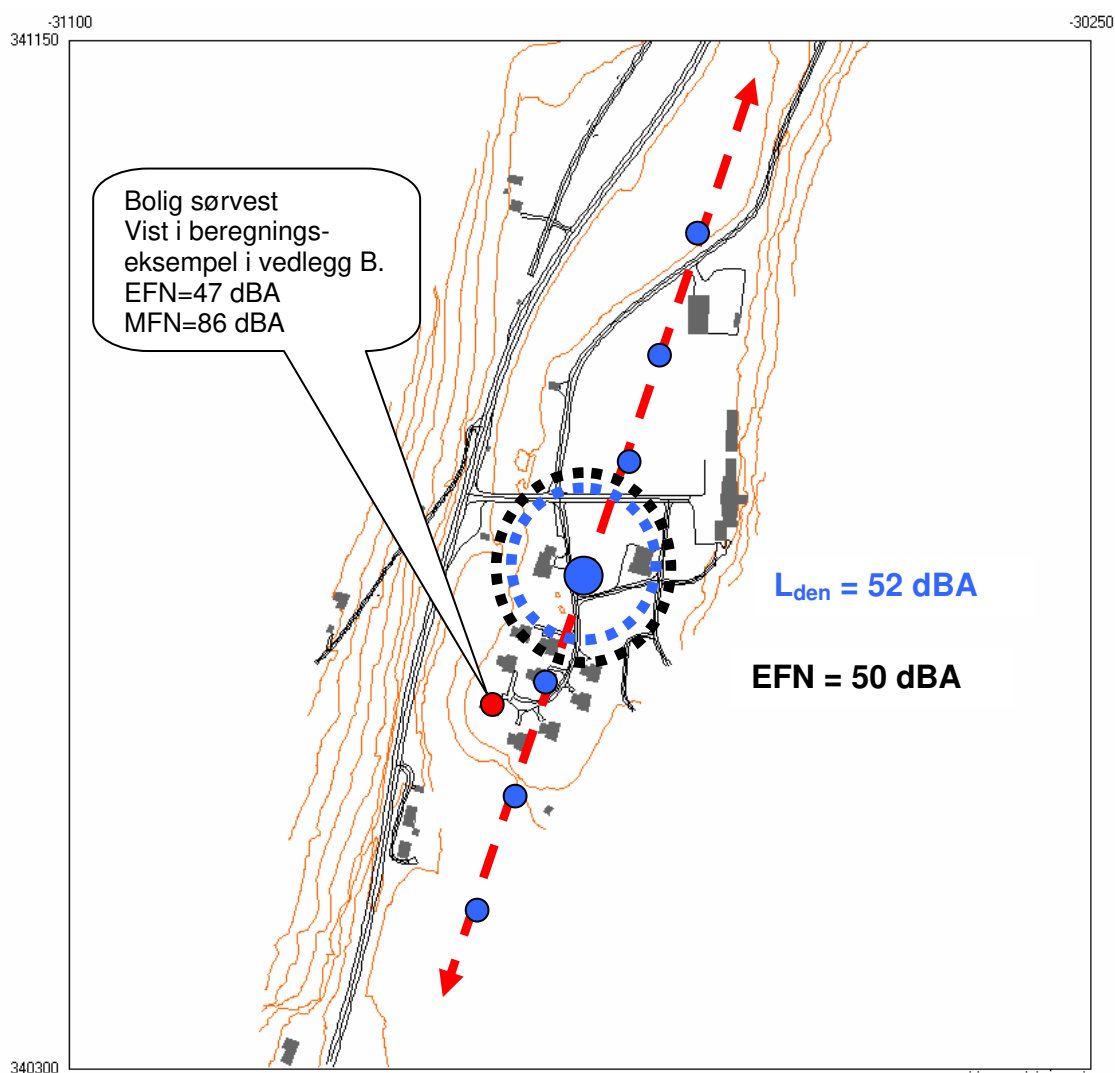 -31100
-30250
341150
Bolig sørvest
Vist i beregnings-
eksempel i vedlegg B.
EFN=47 dBA
MFN=86 dBA
Lden = 52 dBA
EFN = 50 dBA
340300